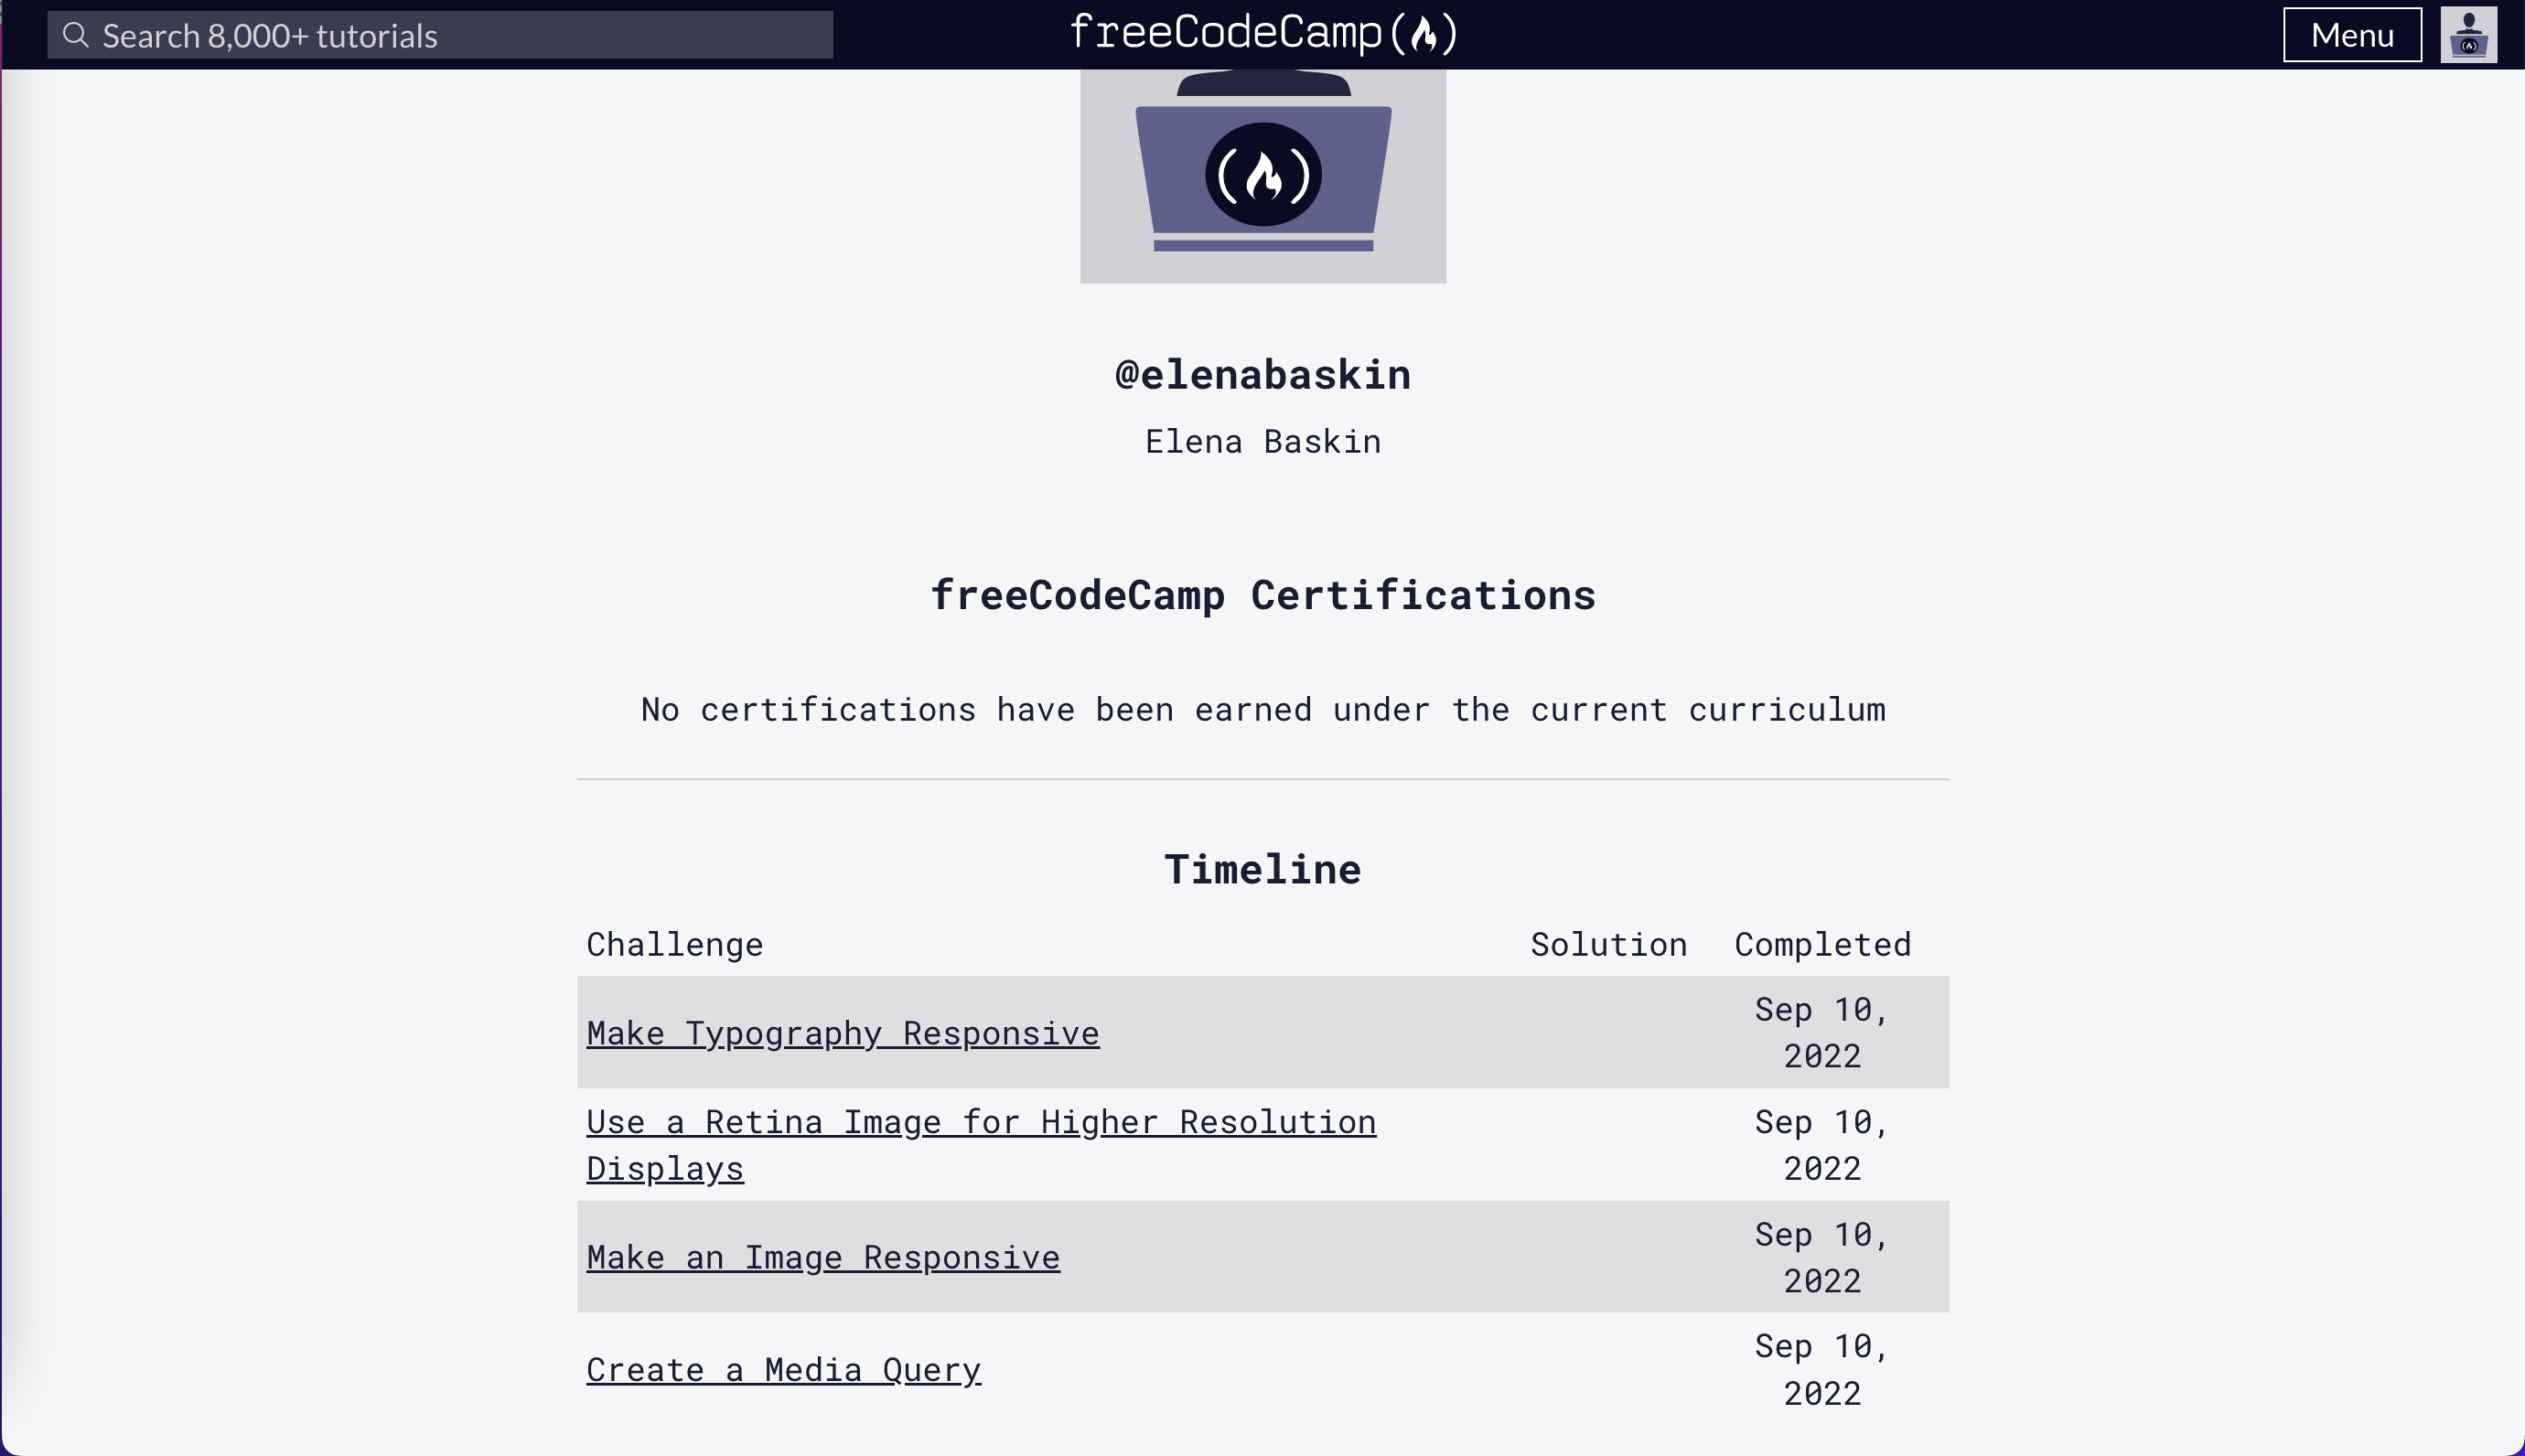 Search 8,000+ tutorials
freeCodeCamp(🔥)
Menu
@elenabaskin
Elena Baskin
freeCodeCamp Certifications
No certifications have been earned under the current curriculum
Timeline
Challenge Solution Completed
Make Typography Responsive
Sep 10,
2022
Use a Retina Image for Higher Resolution
Displays
Sep 10,
2022
Make an Image Responsive
Sep 10,
2022
Create a Media Query
Sep 10,
2022